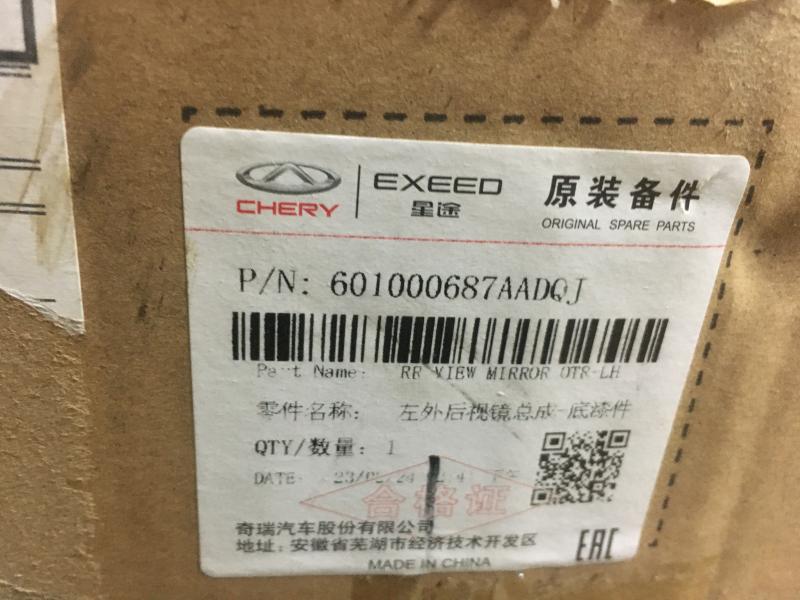 CHERY
EXEED
星途
原装备件
ORIGINAL SPARE PARTS
P/N: 601000687AADQJ
Part Name: RR VIEW MIRROR OTR-LH
零件名称: 左外后视镜总成-底漆件
QTY/数量: 1
DATE
合格证
奇瑞汽车股份有限公司
地址: 安徽省芜湖市经济技术开发区
EAC
MADE IN CHINA